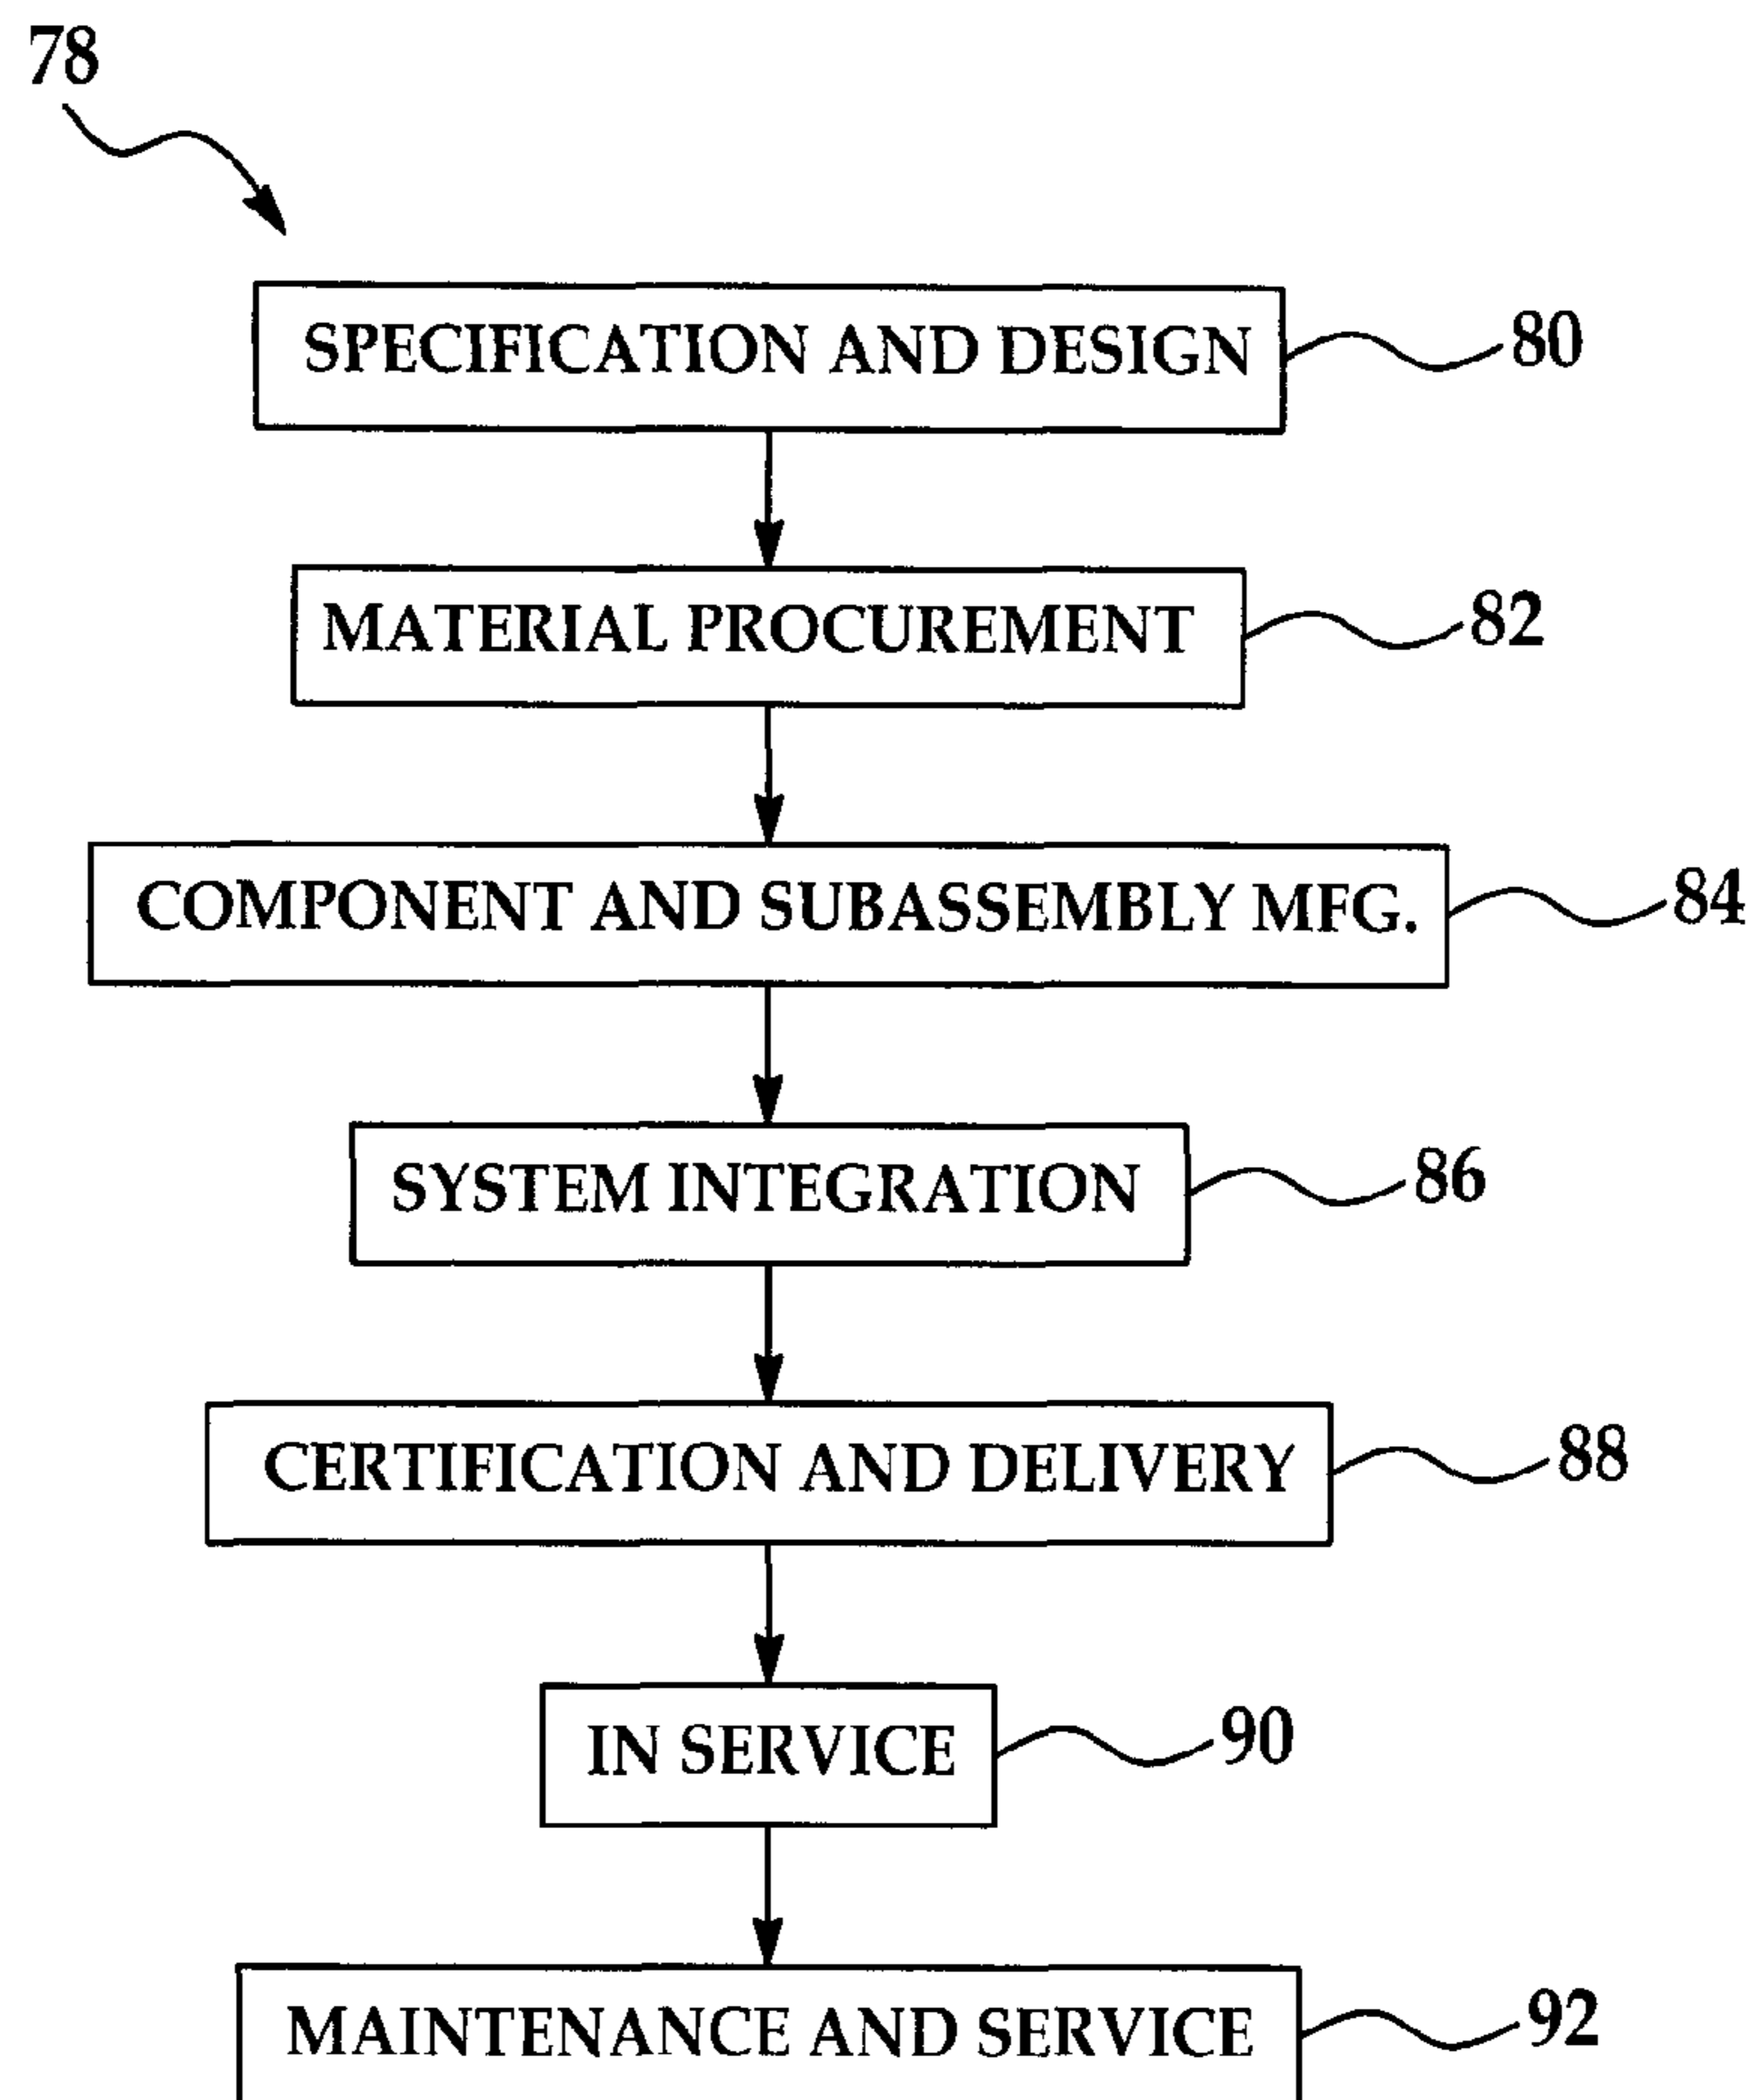 78
SPECIFICATION AND DESIGN 80
MATERIAL PROCUREMENT 82
COMPONENT AND SUBASSEMBLY MFG. 84
SYSTEM INTEGRATION 86
CERTIFICATION AND DELIVERY 88
IN SERVICE 90
MAINTENANCE AND SERVICE 92